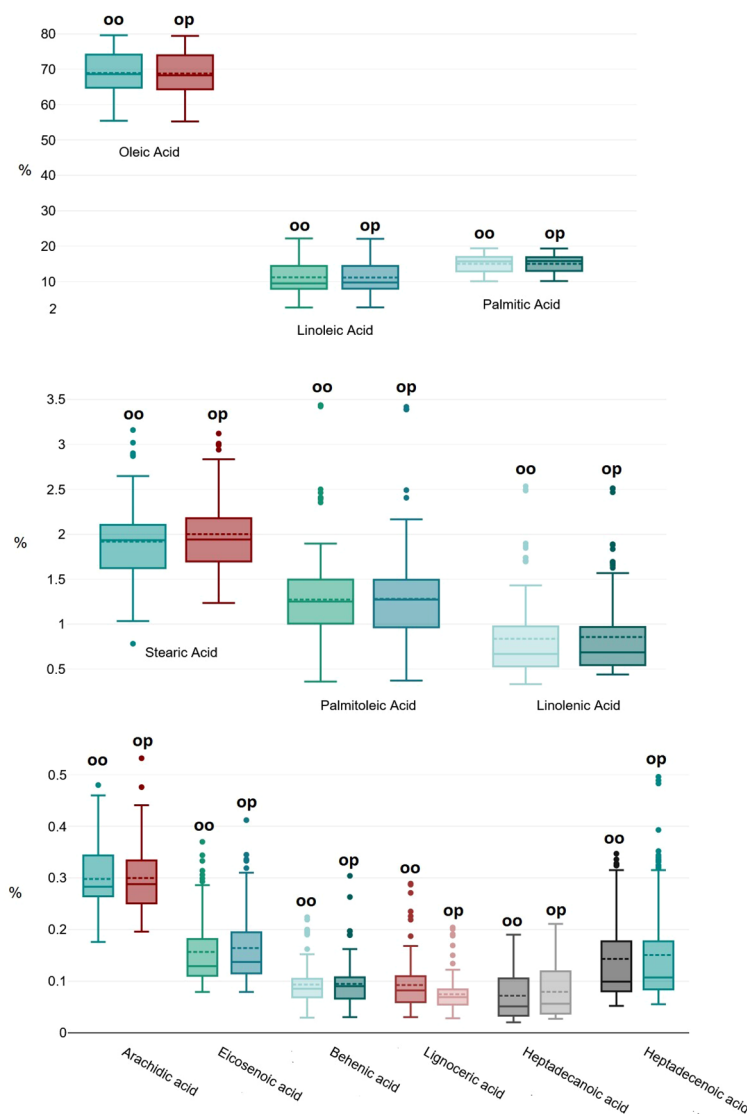 oo op
80
70
60
50
Oleic Acid
%
40
30
oo op oo op
20
10
Palmitic Acid
2
Linoleic Acid
3.5
oo op
3
oo op
2.5
oo op
2
%
1.5
1
Stearic Acid
0.5
Palmitoleic Acid Linolenic Acid
oo op
0.5
op
0.4
oo op
oo
0.3
%
oo op oo op oo op
0.2
0.1
0
Arachidic acid Eicosenoic acid Behenic acid Lignoceric acid Heptadecanoic acid Heptadecenoic acid